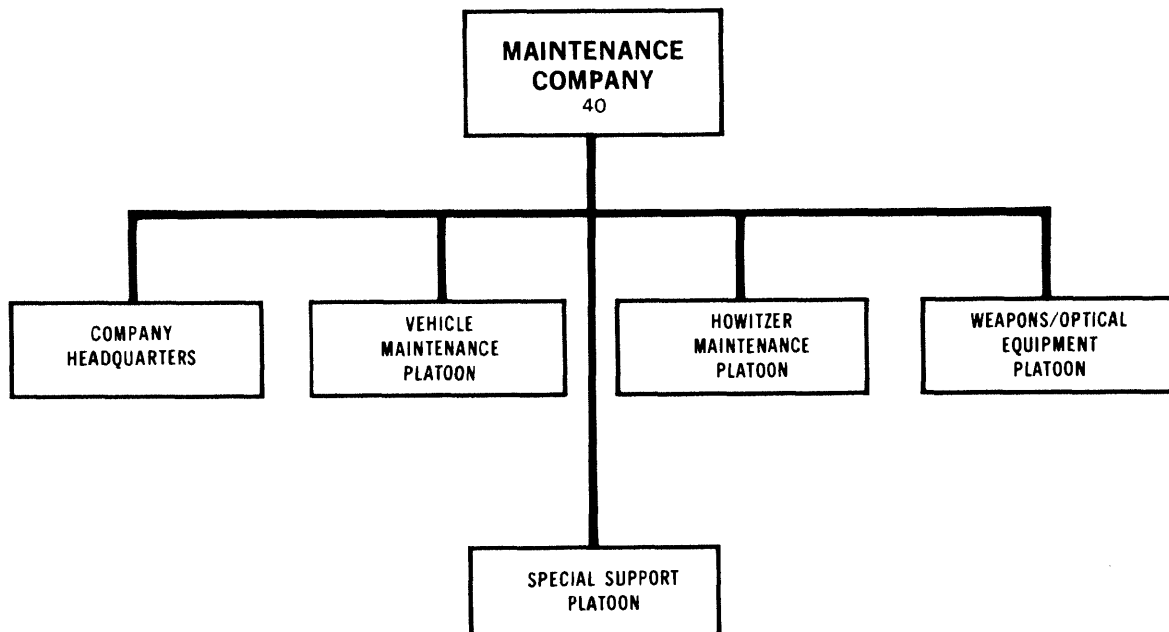 MAINTENANCE
COMPANY
40
COMPANY
HEADQUARTERS
VEHICLE
MAINTENANCE
PLATOON
HOWITZER
MAINTENANCE
PLATOON
WEAPONS/OPTICAL
EQUIPMENT
PLATOON
SPECIAL SUPPORT
PLATOON